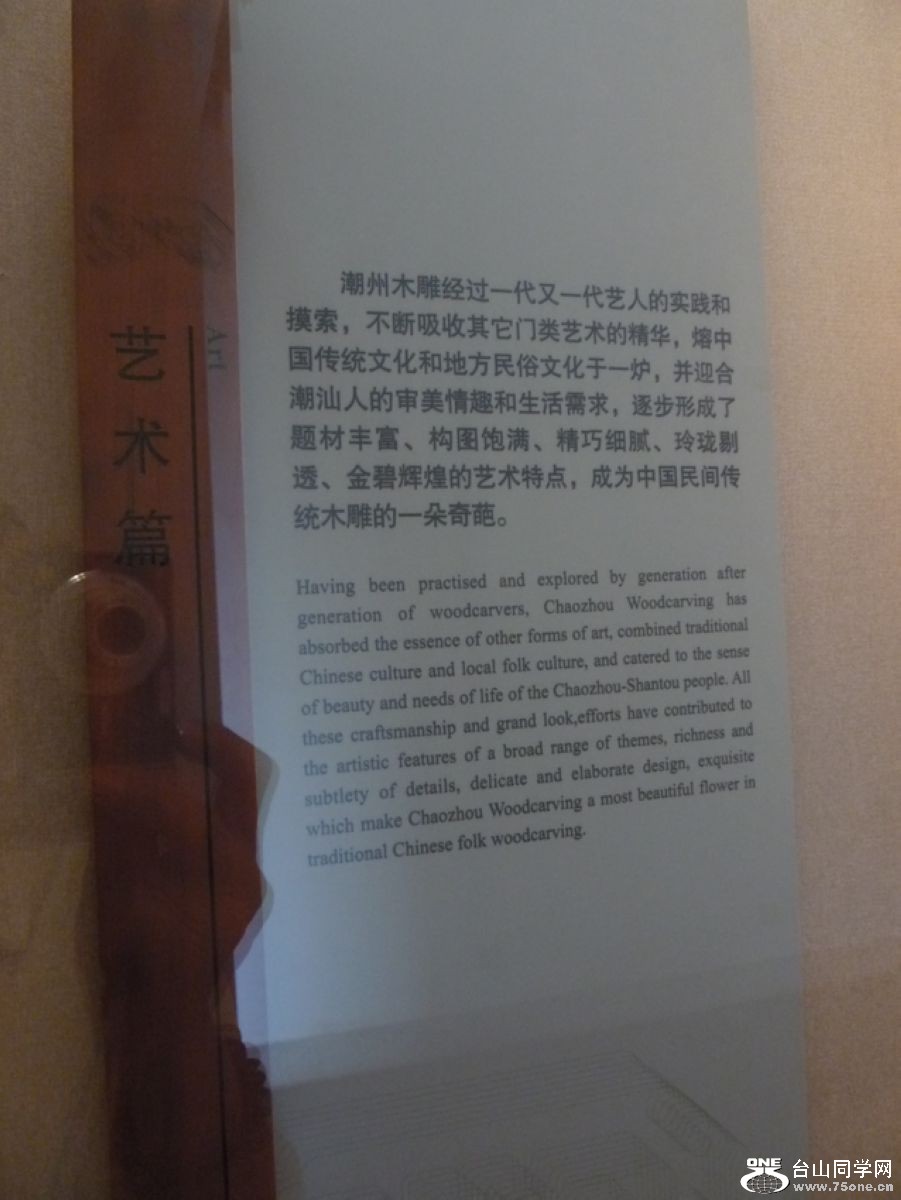 艺术篇
Art
潮州木雕经过一代又一代艺人的实践和
摸索，不断吸收其它门类艺术的精华，熔中
国传统文化和地方民俗文化于一炉，并迎合
潮汕人的审美情趣和生活需求，逐步形成了
题材丰富、构图饱满、精巧细腻、玲珑剔
透、金碧辉煌的艺术特点，成为中国民间传
统木雕的一朵奇葩。
Having been practised and explored by generation after
generation of woodcarvers, Chaozhou Woodcarving has
absorbed the essence of other forms of art, combined traditional
Chinese culture and local folk culture, and catered to the sense
of beauty and needs of life of the Chaozhou-Shantou people. All
these craftsmanship and grand look,efforts have contributed to
the artistic features of a broad range of themes, richness and
subtlety of details, delicate and elaborate design, exquisite
which make Chaozhou Woodcarving a most beautiful flower in
traditional Chinese folk woodcarving.
ONE 台山同学网
www.75one.cn